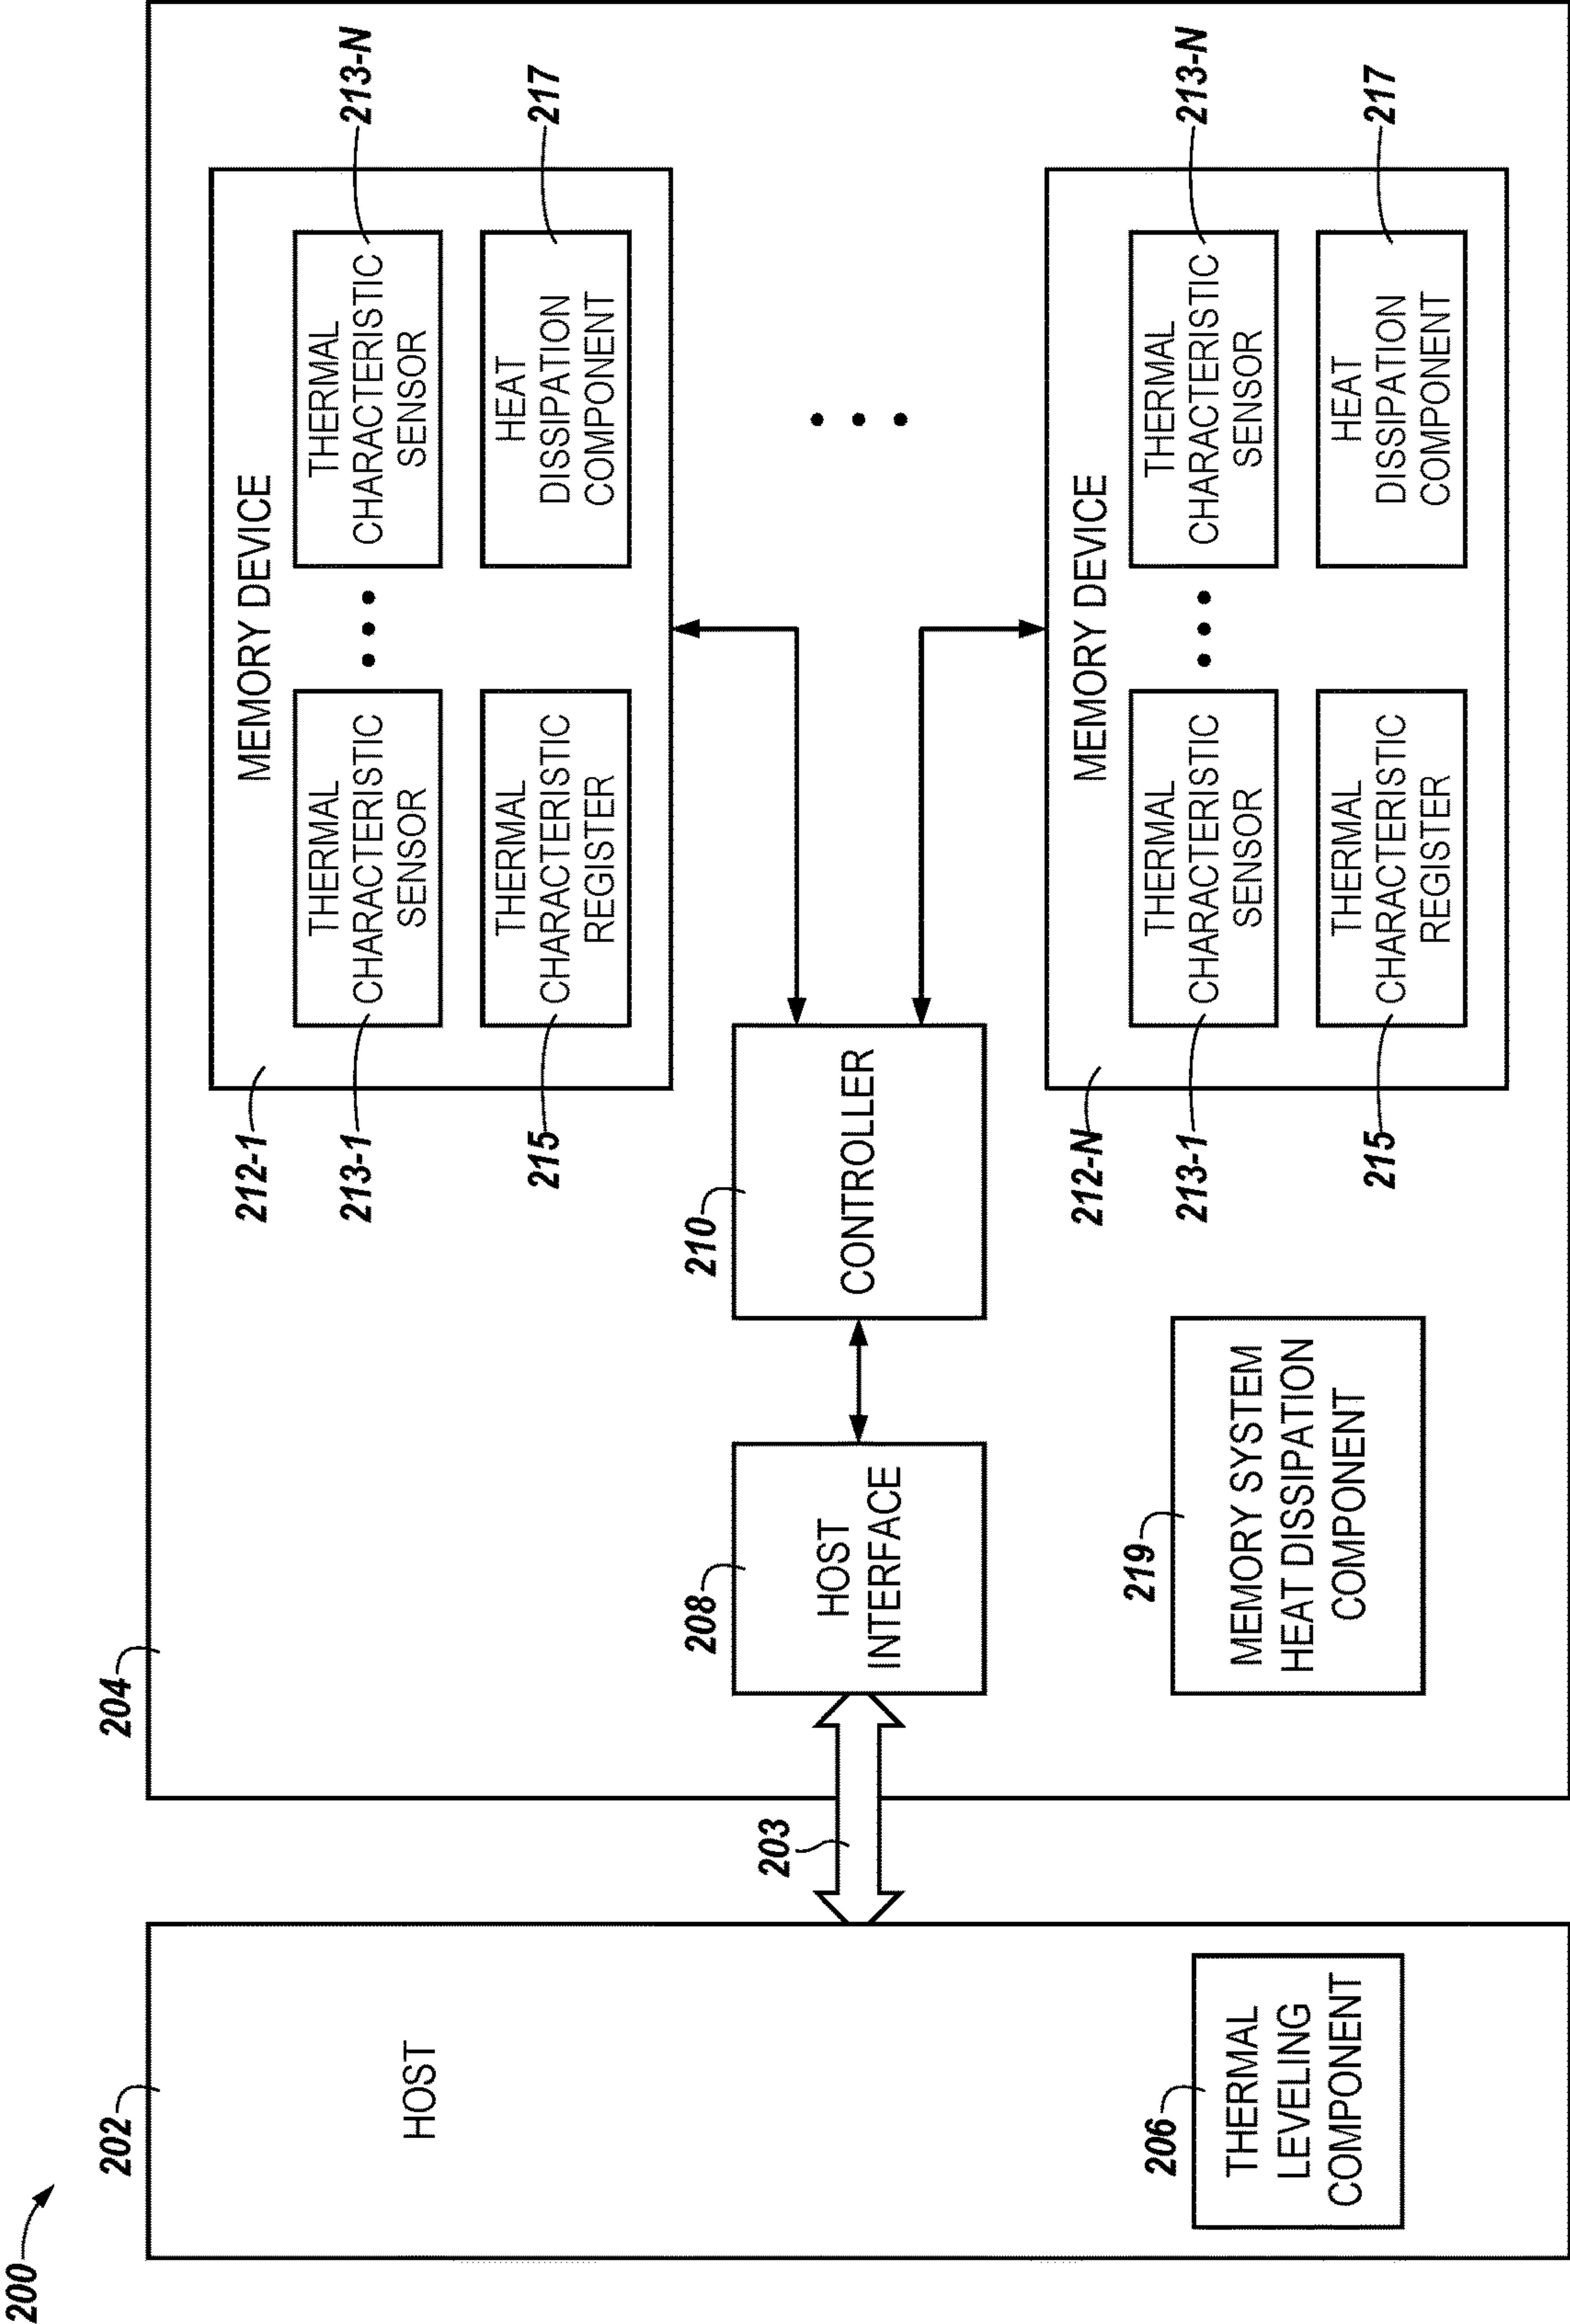 200
202
HOST
206
THERMAL
LEVELING
COMPONENT
203
204
208
HOST
INTERFACE
210
CONTROLLER
219
MEMORY SYSTEM
HEAT DISSIPATION
COMPONENT
212-1
MEMORY DEVICE
213-1
THERMAL
CHARACTERISTIC
SENSOR
213-N
THERMAL
CHARACTERISTIC
SENSOR
215
THERMAL
CHARACTERISTIC
REGISTER
217
HEAT
DISSIPATION
COMPONENT
212-N
MEMORY DEVICE
213-1
THERMAL
CHARACTERISTIC
SENSOR
213-N
THERMAL
CHARACTERISTIC
SENSOR
215
THERMAL
CHARACTERISTIC
REGISTER
217
HEAT
DISSIPATION
COMPONENT